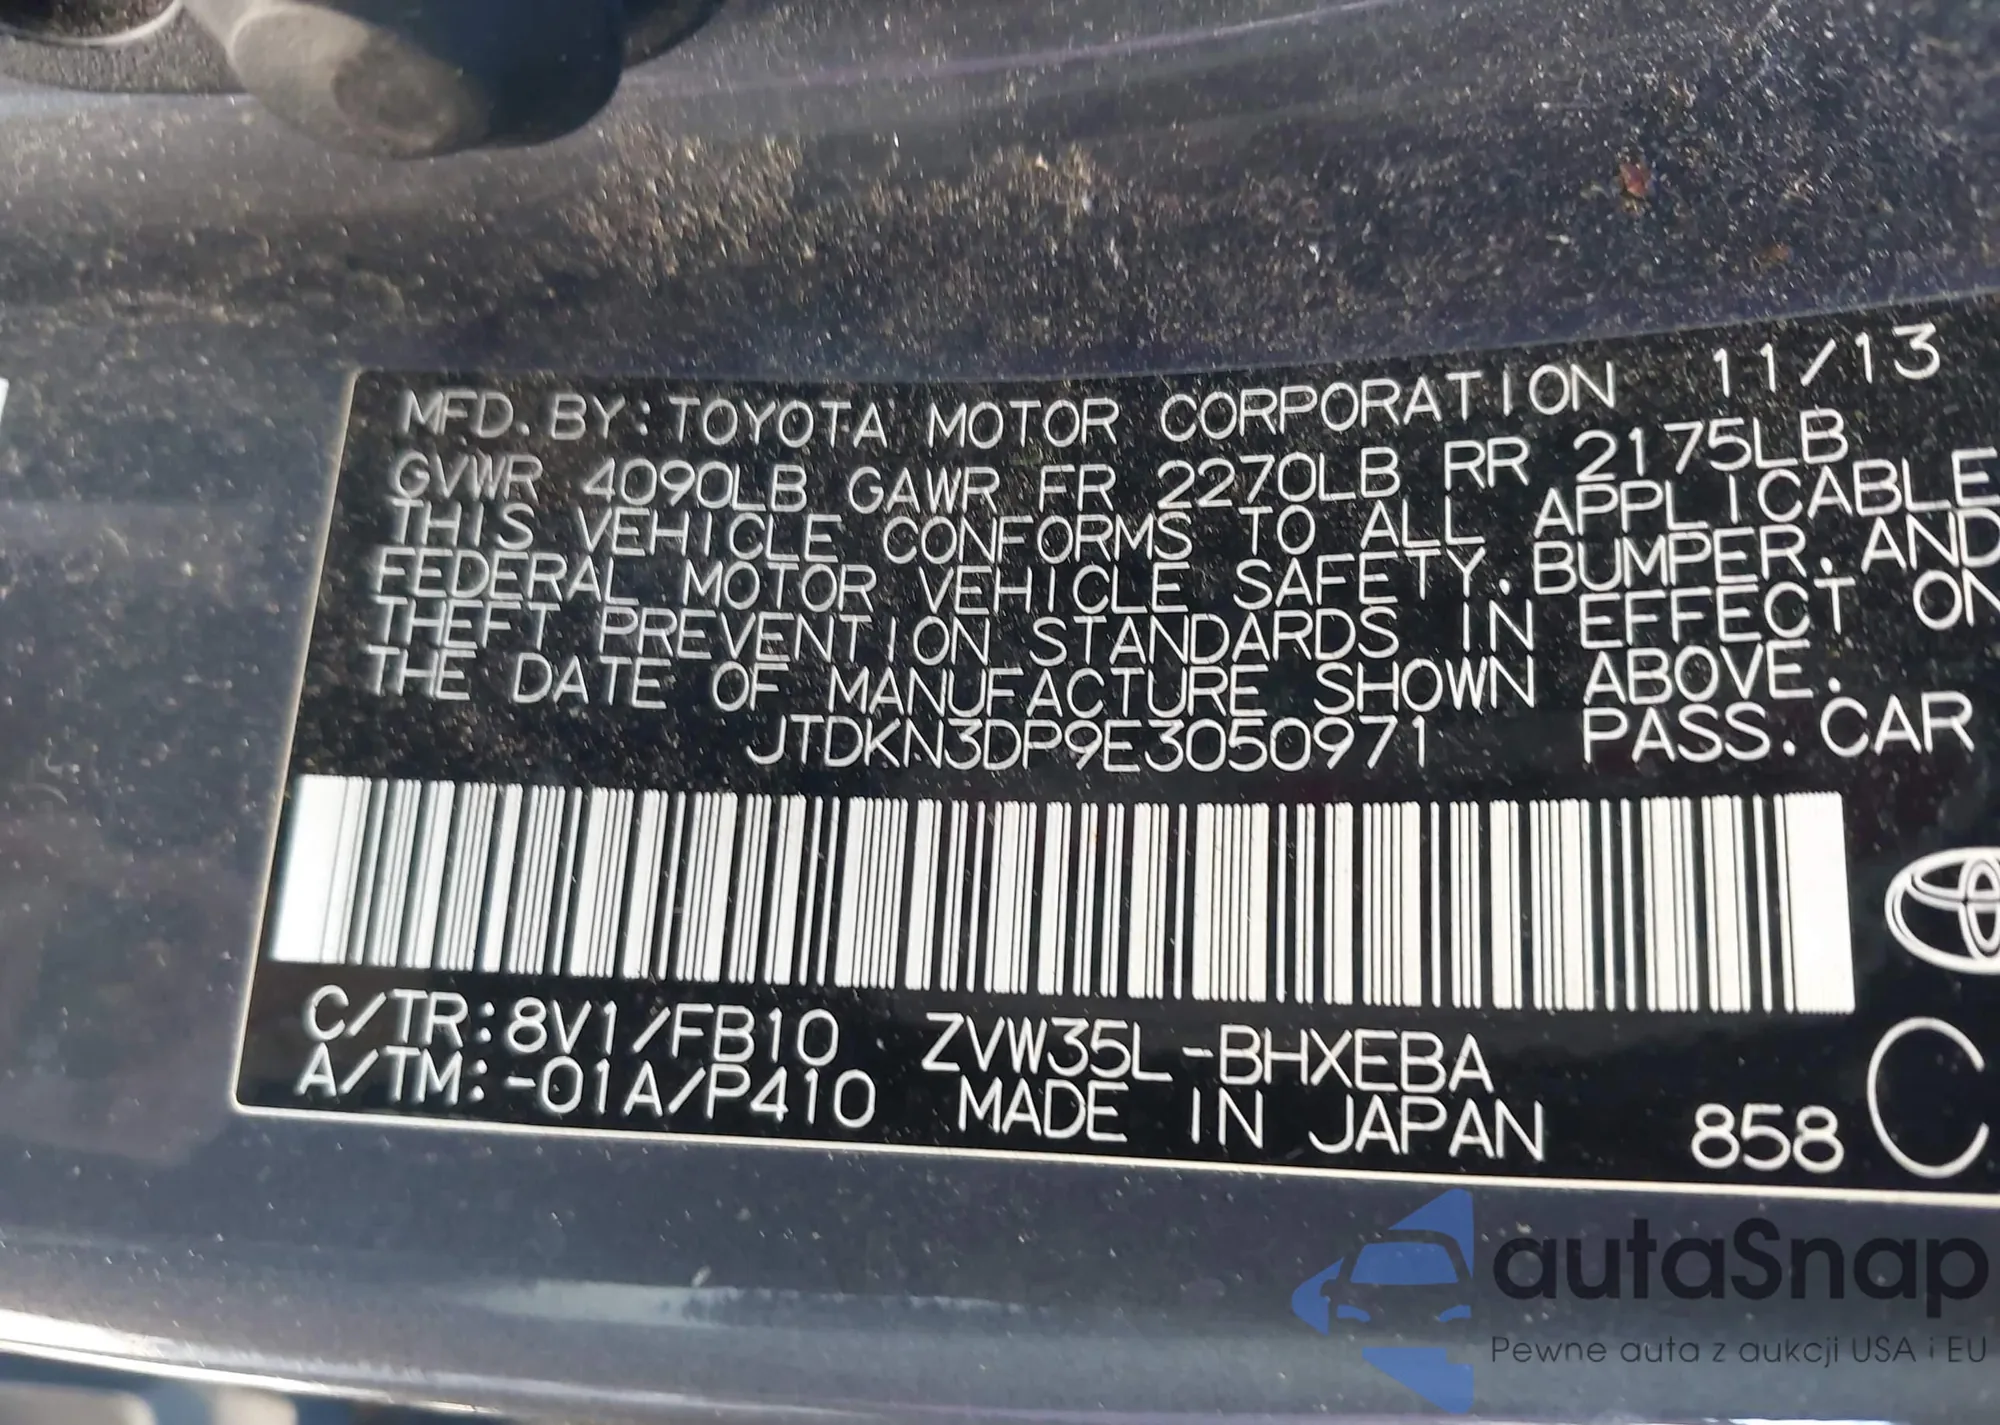 MFD. BY: TOYOTA MOTOR CORPORATION 11/13
GVWR 4090LB GAWR FR 2270LB RR 2175LB
THIS VEHICLE CONFORMS TO ALL APPLICABLE
FEDERAL MOTOR VEHICLE SAFETY, BUMPER, AND
THEFT PREVENTION STANDARDS IN EFFECT ON
THE DATE OF MANUFACTURE SHOWN ABOVE.
JTDKN3DP9E3050971 PASS. CAR
C/TR: 8V1/FB10 ZVW35L-BHXEBA
A/TM: -01A/P410 MADE IN JAPAN 858 C
autaSnap
Pewne auta z aukcji USA i EU